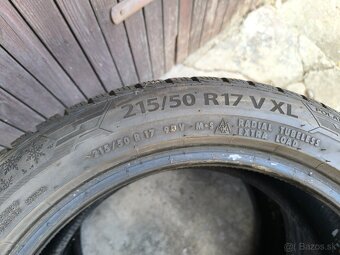 215/50 R17 V XL
215/50 R 17 M+S RADIAL TUBELESS
EXTRA LOAD
Bazos.sk